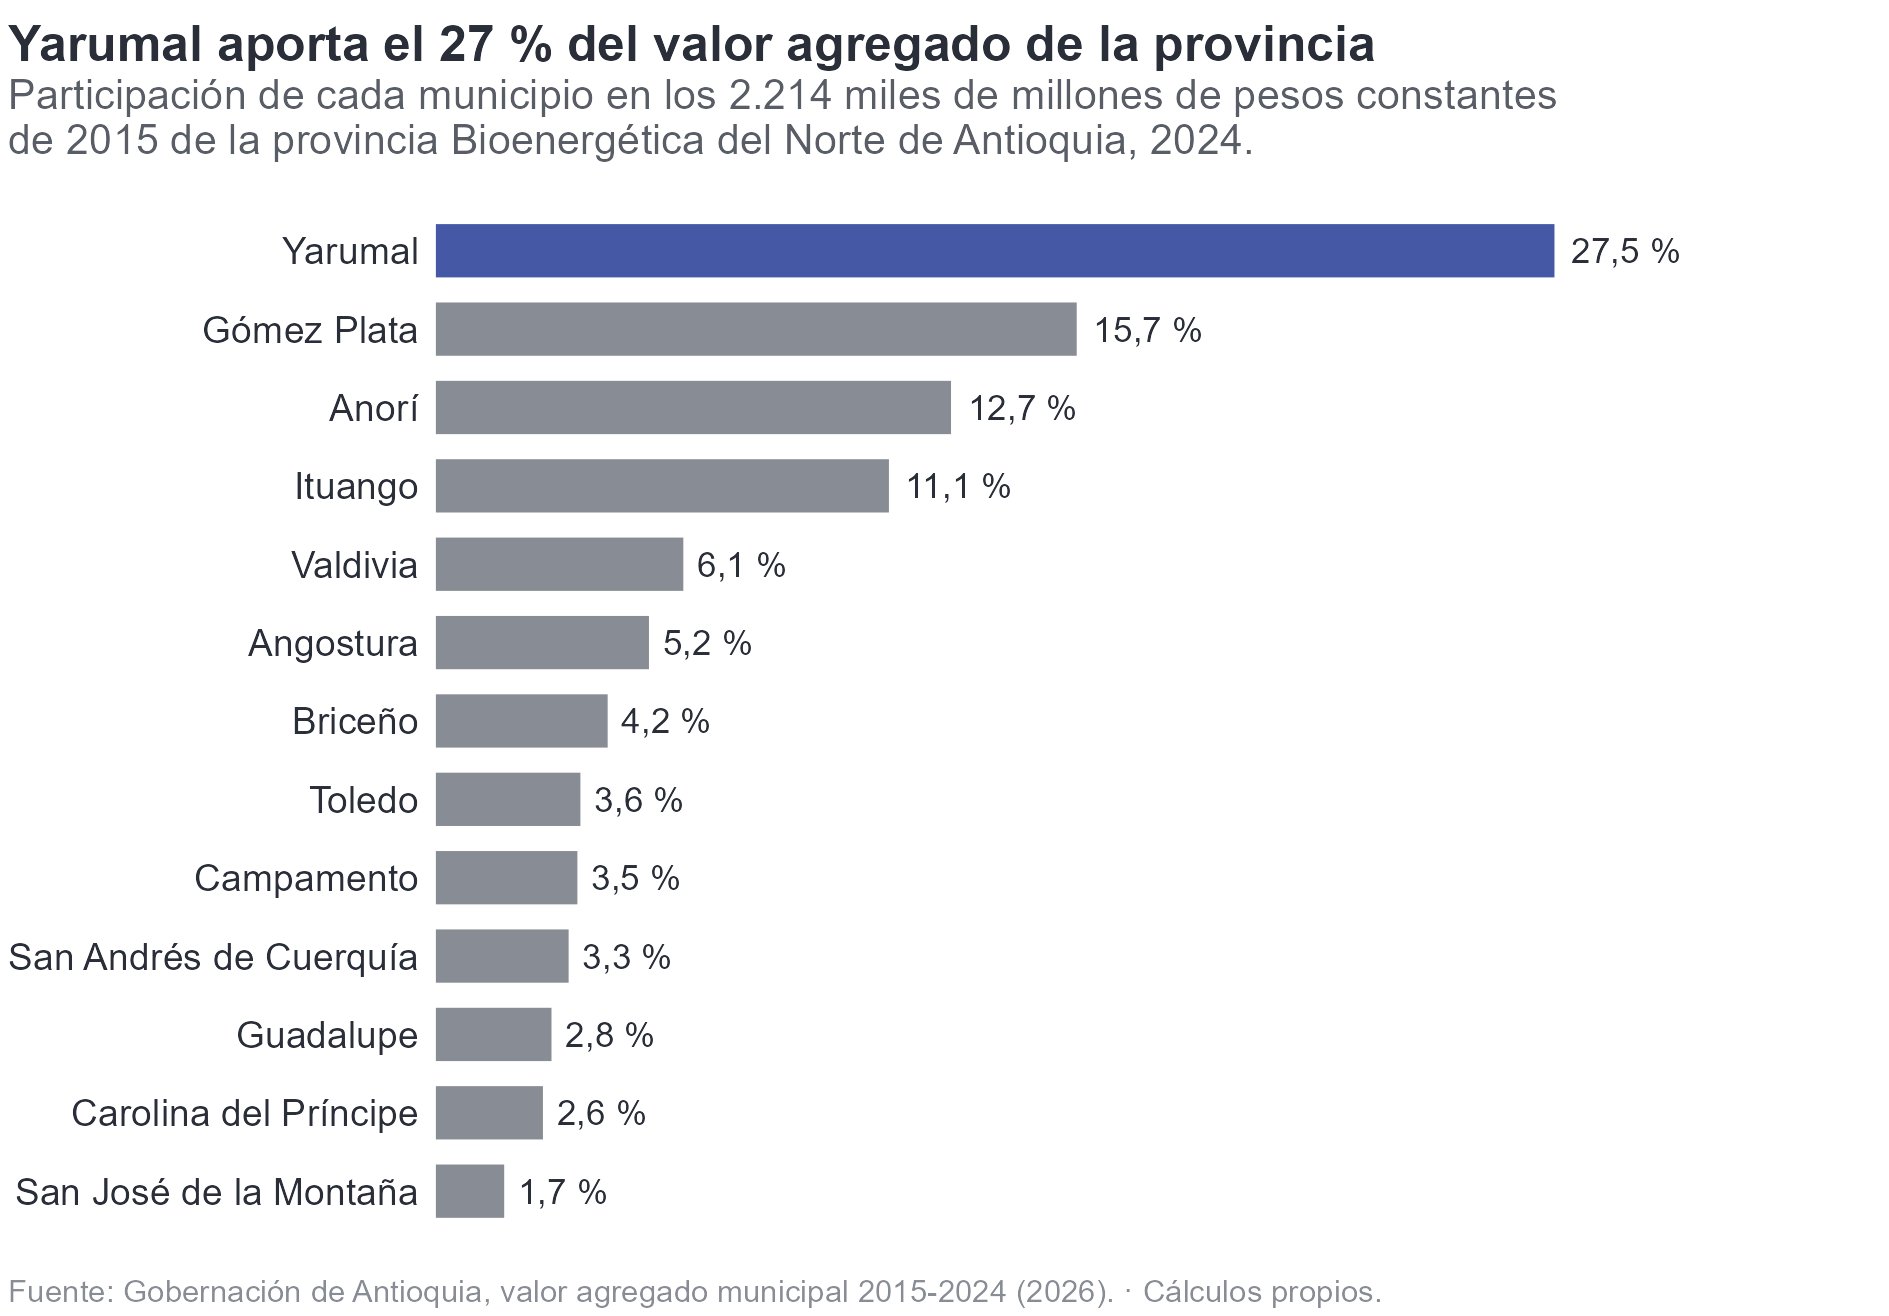 Yarumal aporta el 27 % del valor agregado de la provincia
Participación de cada municipio en los 2.214 miles de millones de pesos constantes
de 2015 de la provincia Bioenergética del Norte de Antioquia, 2024.
Yarumal 27,5 %
Gómez Plata 15,7 %
Anorí 12,7 %
Ituango 11,1 %
Valdivia 6,1 %
Angostura 5,2 %
Briceño 4,2 %
Toledo 3,6 %
Campamento 3,5 %
San Andrés de Cuerquía 3,3 %
Guadalupe 2,8 %
Carolina del Príncipe 2,6 %
San José de la Montaña 1,7 %
Fuente: Gobernación de Antioquia, valor agregado municipal 2015-2024 (2026). · Cálculos propios.